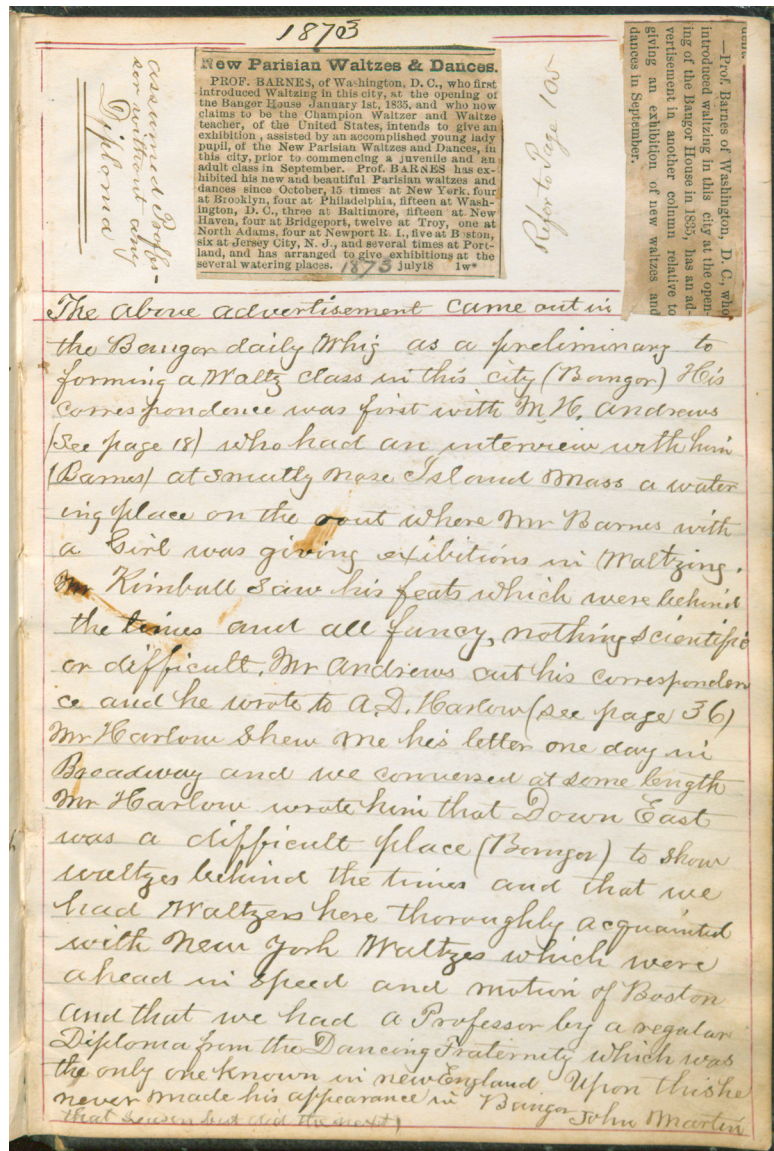 1873
assumed Profes-
sor without any
Diploma
New Parisian Waltzes & Dances.
PROF. BARNES, of Washington, D. C., who first
introduced Waltzing in this city, at the opening of
the Bangor House January 1st, 1835, and who now
claims to be the Champion Waltzer and Waltze
teacher, of the United States, intends to give an
exhibition, assisted by an accomplished young lady
pupil, of the New Parisian Waltzes and Dances, in
this city, prior to commencing a juvenile and an
adult class in September. Prof. BARNES has ex-
hibited his new and beautiful Parisian waltzes and
dances since October, 15 times at New York, four
at Brooklyn, four at Philadelphia, fifteen at Wash-
ington, D. C., three at Baltimore, fifteen at New
Haven, four at Bridgeport, twelve at Troy, one at
North Adams, four at Newport R. I., five at Boston,
six at Jersey City, N. J., and several times at Port-
land, and has arranged to give exhibitions at the
several watering places. 1873 july18 1w*
Refer to Page 105
—Prof. Barnes of Washington, D. C., who
introduced waltzing in this city at the open-
ing of the Bangor House in 1835, has an ad-
vertisement in another column relative to
giving an exhibition of new waltzes and
dances in September.
The above advertisement came out in
the Bangor daily Whig as a preliminary to
forming a Waltz class in this city (Bangor) His
correspondence was first with M. H. Andrews
(See page 18) who had an interview with him
(Barnes) at Smutty nose Island Mass a water
ing place on the rout where Mr Barnes with
a Girl was giving exibitions in Waltzing.
Mr Kimball saw his feats which were behind
the times and all fancy, nothing scientific
or difficult. Mr Andrews cut his corresponden
ce and he wrote to A. D. Harlow (see page 36)
Mr Harlow shew me his letter one day in
Broadway and we conversed at some length
Mr Harlow wrote him that Down East
was a difficult place (Bangor) to show
waltzes behind the times and that we
had Waltzers here thoroughly acquainted
with New York Waltzes which were
ahead in speed and motion of Boston
and that we had a Professor by a regular
Diploma from the Dancing Fraternity which was
the only one known in new England Upon this he
never made his appearance in Bangor John Martin
that season but did the next)